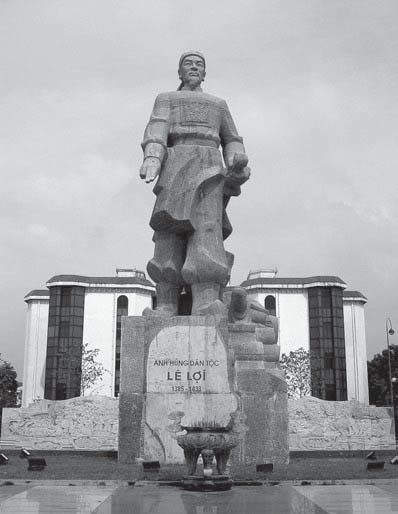 ANH HÙNG DÂN TỘC
LÊ LỢI
1385 - 1433